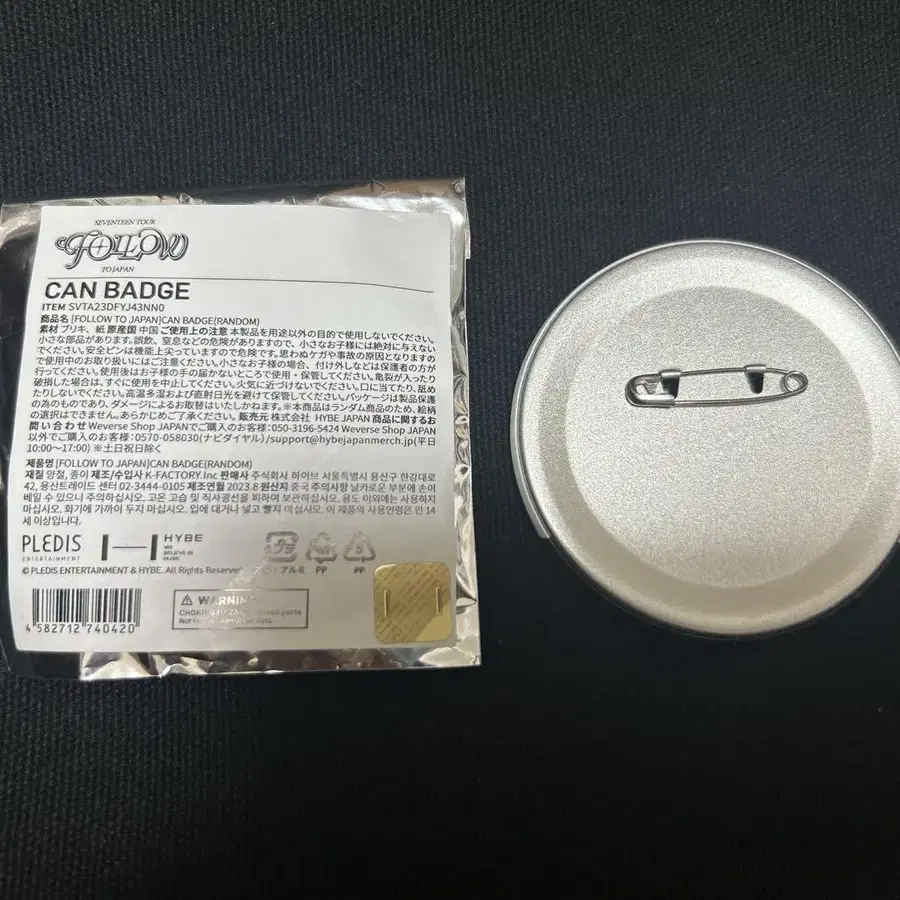 SEVENTEEN TOUR
FOLLOW
TO JAPAN
CAN BADGE
ITEM SVTA23DFYJ43NN0
商品名 [FOLLOW TO JAPAN]CAN BADGE(RANDOM)
素材 ブリキ、紙 原産国 中国 ご使用上の注意 本製品を用途以外の目的で使用しないでください。
小さな部品があります。誤飲、窒息などの危険がありますので、小さなお子様には絶対に与えない
でください。安全ピンは機能上尖っていますので危険です。思わぬケガや事故の原因となりますの
で使用中のお取り扱いにはご注意ください。小さなお子様の場合、付け外しなどは保護者の方が
行ってください。使用後はお子様の手の届かないところで使用・保管してください。亀裂が入ったり
破損した場合は、すぐに使用を中止してください。火気に近づけないでください。口に当てたり、舐め
たりしないでください。高温多湿および直射日光を避けて保管してください。パッケージは製品保護
の為のものであり、ダメージによるお取替はいたしかねます。※本商品はランダム商品のため、絵柄
の選択はできません。あらかじめご了承ください。 販売元 株式会社 HYBE JAPAN 商品に関するお
問い合わせ Weverse Shop JAPANでご購入のお客様:050-3196-5424 Weverse Shop JAPAN
以外でご購入のお客様:0570-058030(ナビダイヤル)/support@hybejapanmerch.jp(平日
10:00~17:00) ※土日祝日除く
제품명 [FOLLOW TO JAPAN]CAN BADGE(RANDOM)
재질 양철, 종이 제조/수입사 K-FACTORY.Inc 판매사 주식회사 하이브 서울특별시 용산구 한강대로
42, 용산트레이드 센터 02-3444-0105 제조연월 2023.8 원산지 중국 주의사항 날카로운 부분에 손이
베일 수 있으니 주의하십시오. 고온 고습 및 직사광선을 피하여 보관하십시오. 용도 이외에는 사용하지
마십시오. 화기에 가까이 두지 마십시오. 입에 대거나 넣고 빨지 마십시오. 이 제품의 사용연령은 만 14
세 이상입니다.
PLEDIS
ENTERTAINMENT
HYBE
WE
BELIEVE IN
MUSIC
プラ
PP
PP
アルミ
© PLEDIS ENTERTAINMENT & HYBE. All Rights Reserved
4 582712 740420
WARNING
CHOKING parts
Not for